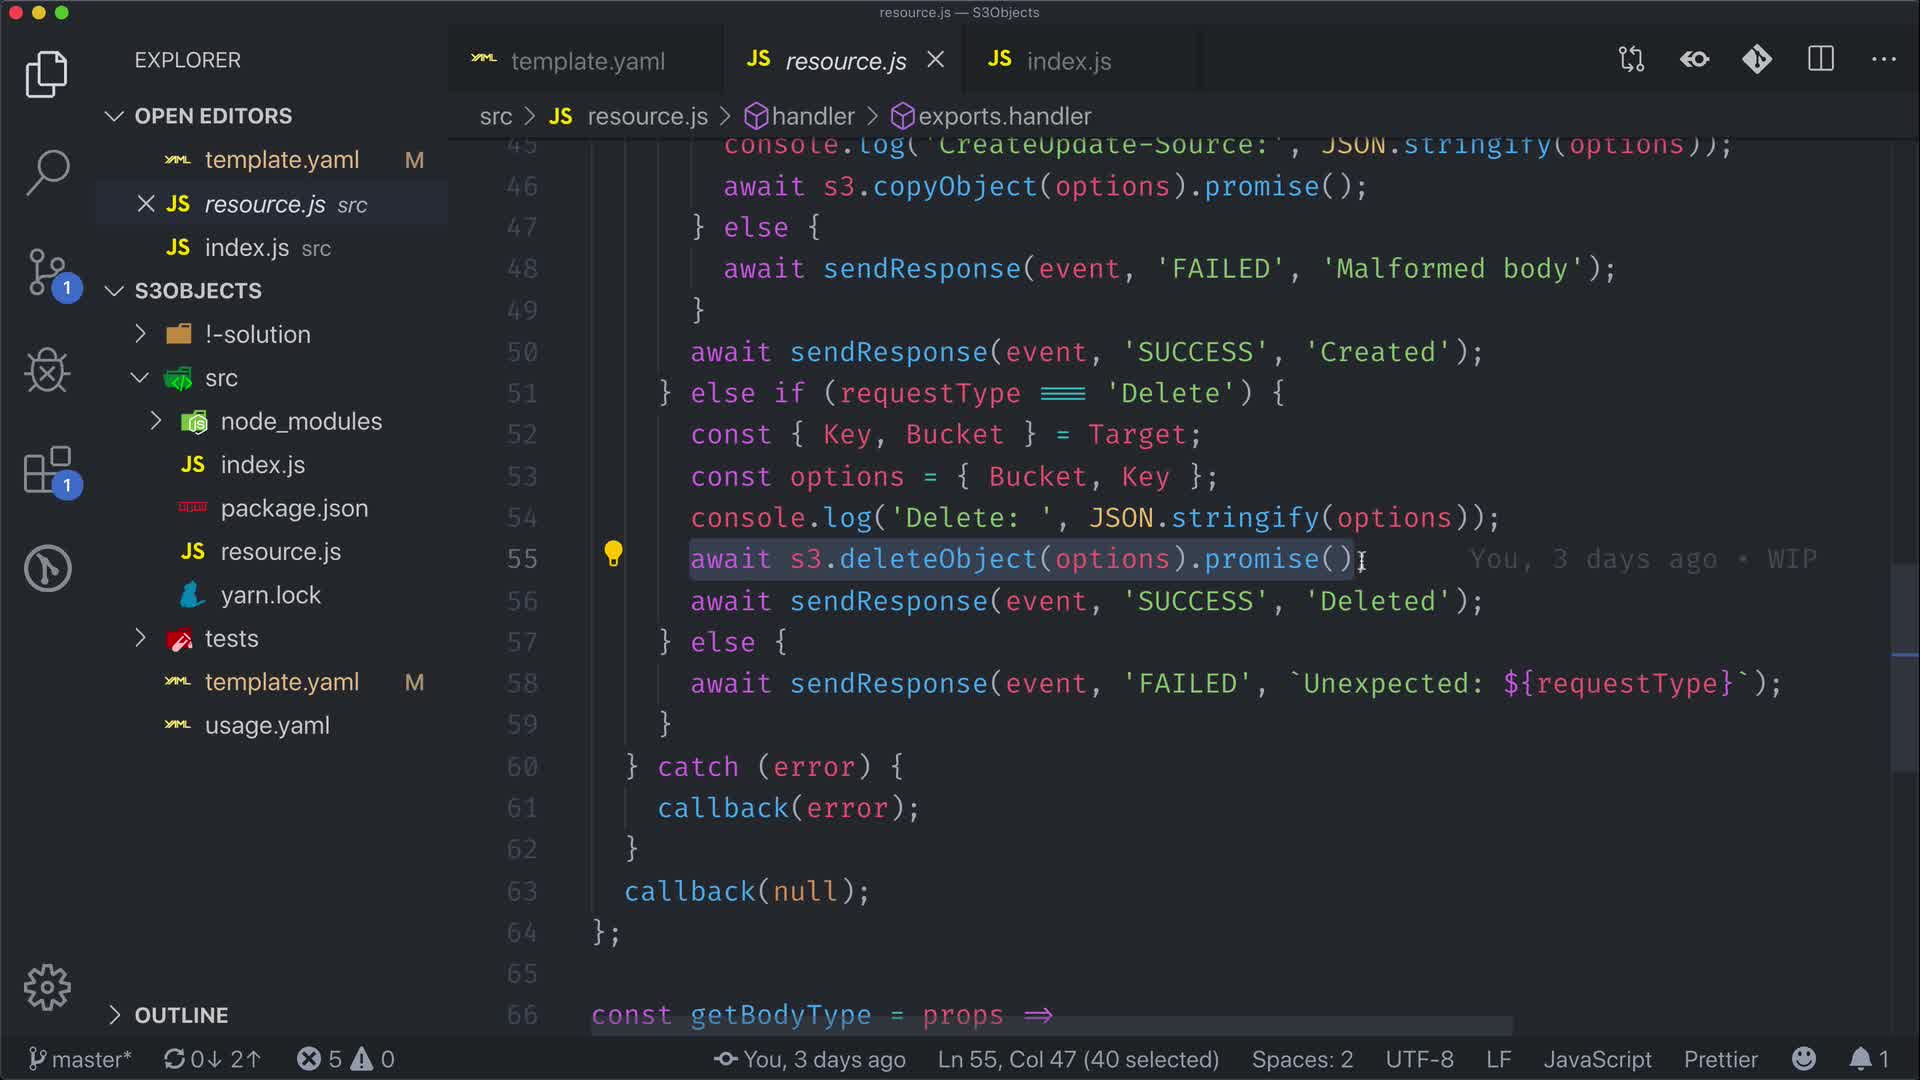 resource.js — S3Objects
EXPLORER
template.yaml
JS resource.js
JS index.js
OPEN EDITORS
src > JS resource.js > handler > exports.handler
template.yaml M
JS resource.js src
JS index.js src
S3OBJECTS
!-solution
src
node_modules
JS index.js
package.json
JS resource.js
yarn.lock
tests
template.yaml M
usage.yaml
OUTLINE
45 console.log('CreateUpdate-Source:', JSON.stringify(options));
46 await s3.copyObject(options).promise();
47 } else {
48 await sendResponse(event, 'FAILED', 'Malformed body');
49 }
50 await sendResponse(event, 'SUCCESS', 'Created');
51 } else if (requestType === 'Delete') {
52 const { Key, Bucket } = Target;
53 const options = { Bucket, Key };
54 console.log('Delete: ', JSON.stringify(options));
55 await s3.deleteObject(options).promise(); You, 3 days ago • WIP
56 await sendResponse(event, 'SUCCESS', 'Deleted');
57 } else {
58 await sendResponse(event, 'FAILED', `Unexpected: ${requestType}`);
59 }
60 } catch (error) {
61 callback(error);
62 }
63 callback(null);
64 };
65
66 const getBodyType = props =>
master* 0↓ 2↑ 5 0 You, 3 days ago Ln 55, Col 47 (40 selected) Spaces: 2 UTF-8 LF JavaScript Prettier 1
1
1